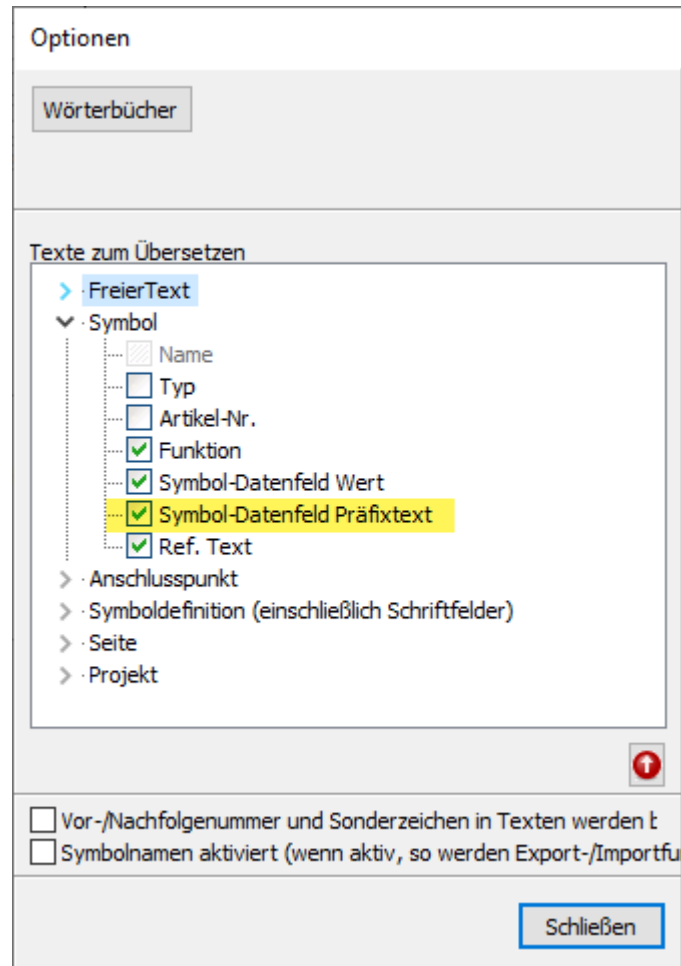 Optionen
Wörterbücher
Texte zum Übersetzen
FreierText
Symbol
Name
Typ
Artikel-Nr.
Funktion
Symbol-Datenfeld Wert
Symbol-Datenfeld Präfixtext
Ref. Text
Anschlusspunkt
Symboldefinition (einschließlich Schriftfelder)
Seite
Projekt
Vor-/Nachfolgenummer und Sonderzeichen in Texten werden b
Symbolnamen aktiviert (wenn aktiv, so werden Export-/Importfu
Schließen